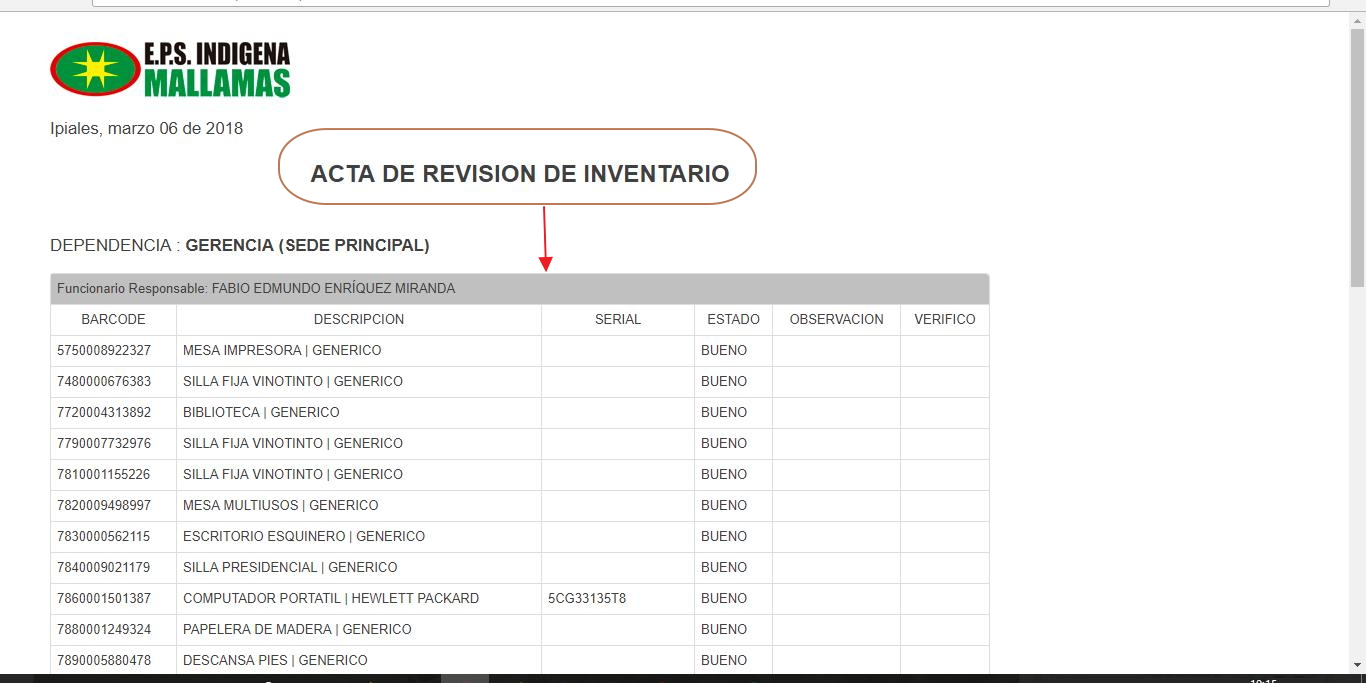 E.P.S. INDIGENA
MALLAMAS
Ipiales, marzo 06 de 2018
ACTA DE REVISION DE INVENTARIO
DEPENDENCIA : GERENCIA (SEDE PRINCIPAL)
Funcionario Responsable: FABIO EDMUNDO ENRÍQUEZ MIRANDA
BARCODE DESCRIPCION SERIAL ESTADO OBSERVACION VERIFICO
5750008922327 MESA IMPRESORA | GENERICO BUENO
7480000676383 SILLA FIJA VINOTINTO | GENERICO BUENO
7720004313892 BIBLIOTECA | GENERICO BUENO
7790007732976 SILLA FIJA VINOTINTO | GENERICO BUENO
7810001155226 SILLA FIJA VINOTINTO | GENERICO BUENO
7820009498997 MESA MULTIUSOS | GENERICO BUENO
7830000562115 ESCRITORIO ESQUINERO | GENERICO BUENO
7840009021179 SILLA PRESIDENCIAL | GENERICO BUENO
7860001501387 COMPUTADOR PORTATIL | HEWLETT PACKARD 5CG33135T8 BUENO
7880001249324 PAPELERA DE MADERA | GENERICO BUENO
7890005880478 DESCANSA PIES | GENERICO BUENO